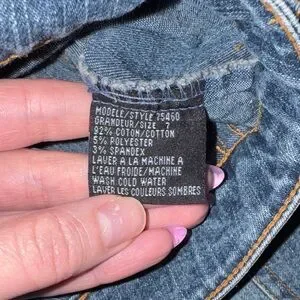 MODELE/STYLE 75460
GRANDEUR/SIZE 7
92% COTON/COTTON
5% POLYESTER
3% SPANDEX
LAVER A LA MACHINE A
L'EAU FROIDE/MACHINE
WASH COLD WATER
LAVER LES COULEURS SOMBRES